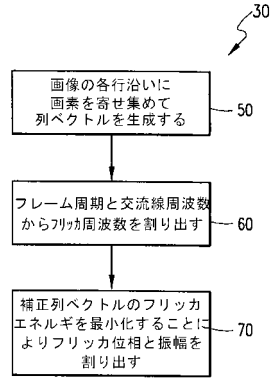 30
画像の各行沿いに
画素を寄せ集めて
列ベクトルを生成する
50
フレーム周期と交流線周波数
からフリッカ周波数を割り出す
60
補正列ベクトルのフリッカ
エネルギを最小化することに
よりフリッカ位相と振幅を
割り出す
70